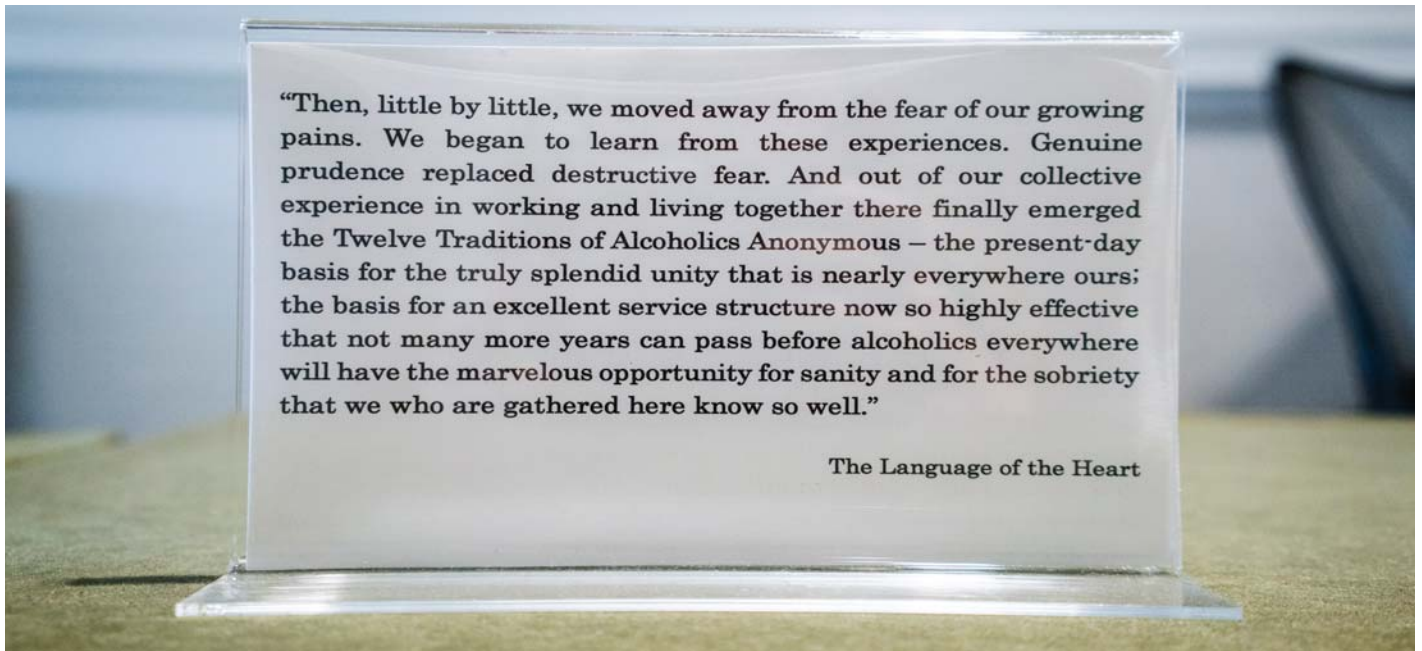 “Then, little by little, we moved away from the fear of our growing
pains. We began to learn from these experiences. Genuine
prudence replaced destructive fear. And out of our collective
experience in working and living together there finally emerged
the Twelve Traditions of Alcoholics Anonymous – the present-day
basis for the truly splendid unity that is nearly everywhere ours;
the basis for an excellent service structure now so highly effective
that not many more years can pass before alcoholics everywhere
will have the marvelous opportunity for sanity and for the sobriety
that we who are gathered here know so well.”
The Language of the Heart